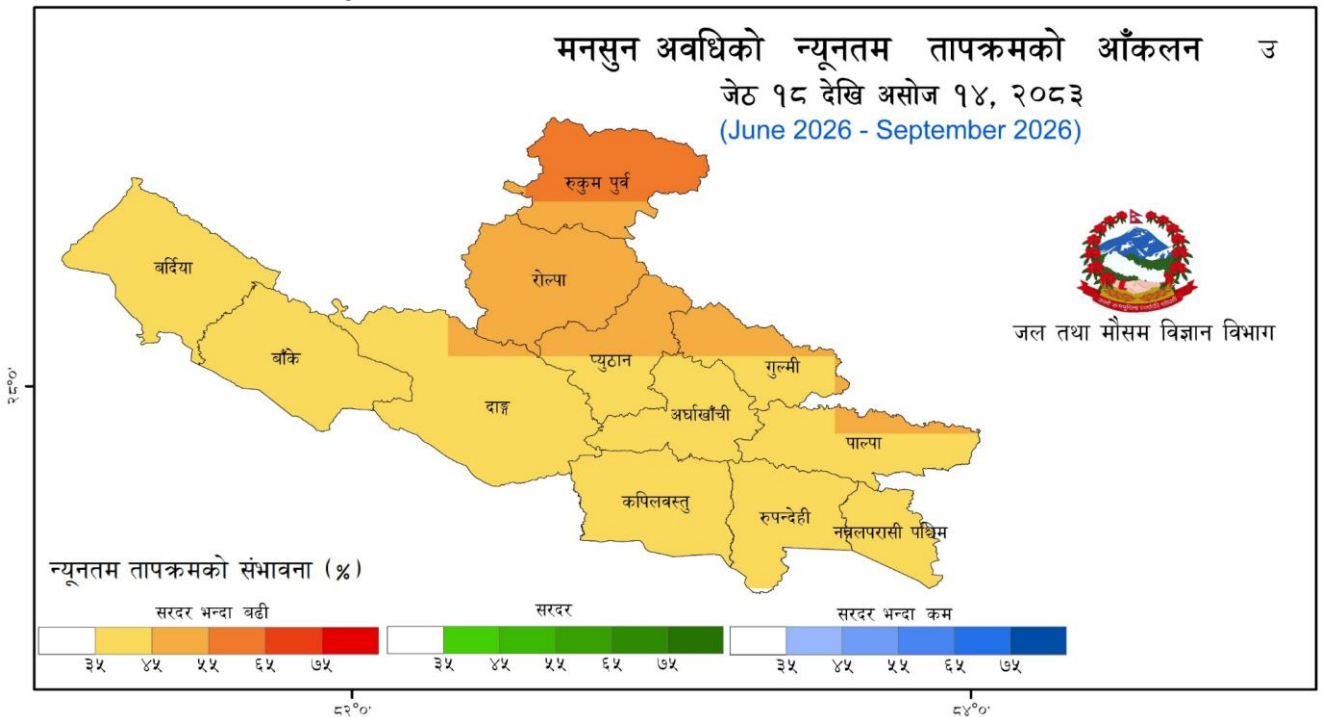 मनसुन अवधिको न्यूनतम तापक्रमको आँकलन उ
जेठ १८ देखि असोज १४, २०८३
(June 2026 - September 2026)
रुकुम पुर्व
बर्दिया
रोल्पा
जल तथा मौसम विज्ञान विभाग
बाँके
प्युठान
गुल्मी
२८°०'
दाङ्ग
अर्घाखाँची
पाल्पा
कपिलवस्तु
रुपन्देही
पश्चिम
न्यूनतम तापक्रमको संभावना (%)
सरदर भन्दा बढी
सरदर
सरदर भन्दा कम
३५ ४५ ५५ ६५ ७५
३५ ४५ ५५ ६५ ७५
३५ ४५ ५५ ६५ ७५
८२°०'
८४°०'